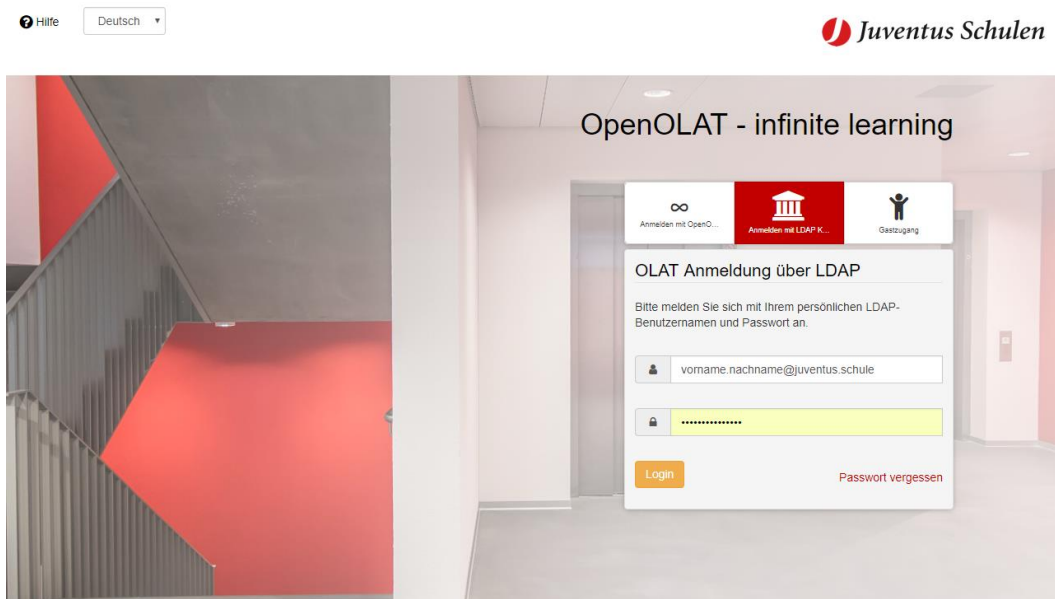 Hilfe
Deutsch
Juventus Schulen
OpenOLAT - infinite learning
Anmelden mit OpenO...
Anmelden mit LDAP K...
Gastzugang
OLAT Anmeldung über LDAP
Bitte melden Sie sich mit Ihrem persönlichen LDAP-
Benutzernamen und Passwort an.
vorname.nachname@juventus.schule
•••••••••••••••
Login
Passwort vergessen